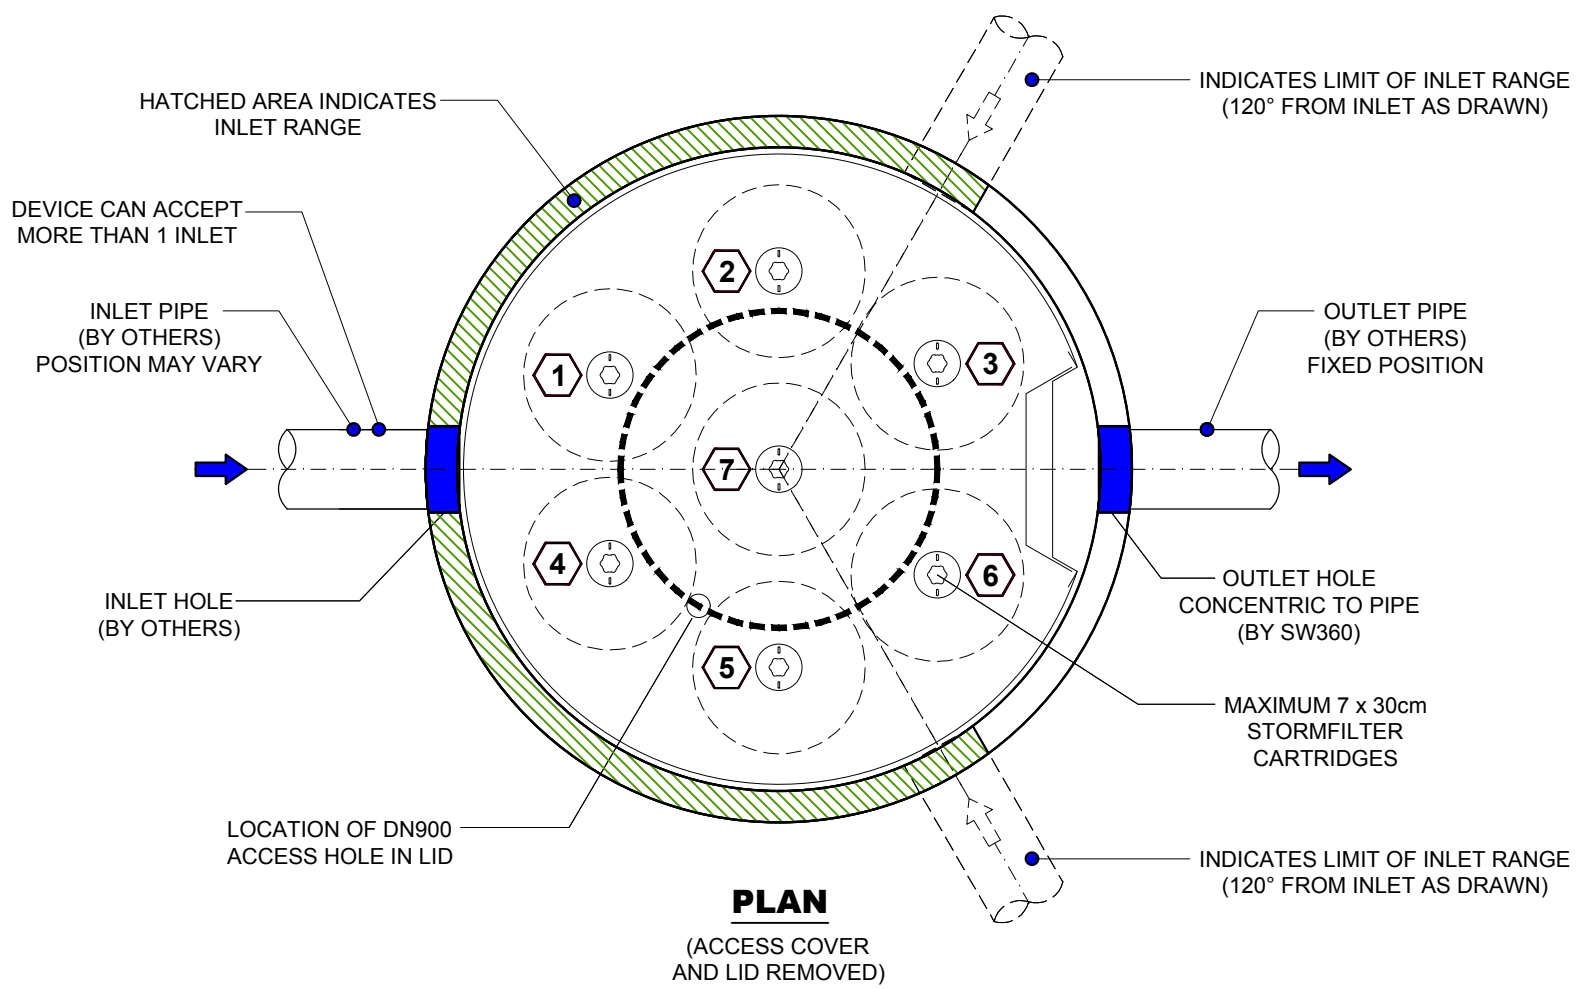 HATCHED AREA INDICATES
INLET RANGE
DEVICE CAN ACCEPT
MORE THAN 1 INLET
INLET PIPE
(BY OTHERS)
POSITION MAY VARY
INLET HOLE
(BY OTHERS)
LOCATION OF DN900
ACCESS HOLE IN LID
1
2
3
4
5
6
7
INDICATES LIMIT OF INLET RANGE
(120° FROM INLET AS DRAWN)
OUTLET PIPE
(BY OTHERS)
FIXED POSITION
OUTLET HOLE
CONCENTRIC TO PIPE
(BY SW360)
MAXIMUM 7 x 30cm
STORMFILTER
CARTRIDGES
INDICATES LIMIT OF INLET RANGE
(120° FROM INLET AS DRAWN)
PLAN
(ACCESS COVER
AND LID REMOVED)